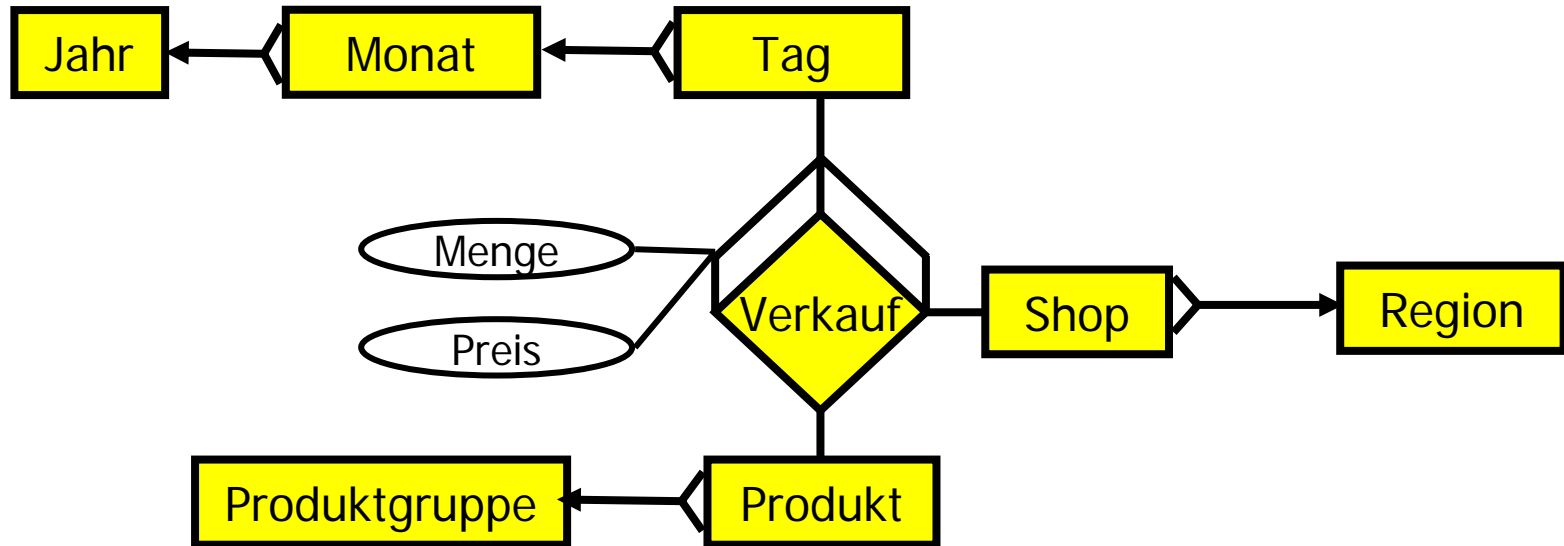 Jahr
Monat
Tag
Menge
Preis
Verkauf
Shop
Region
Produktgruppe
Produkt